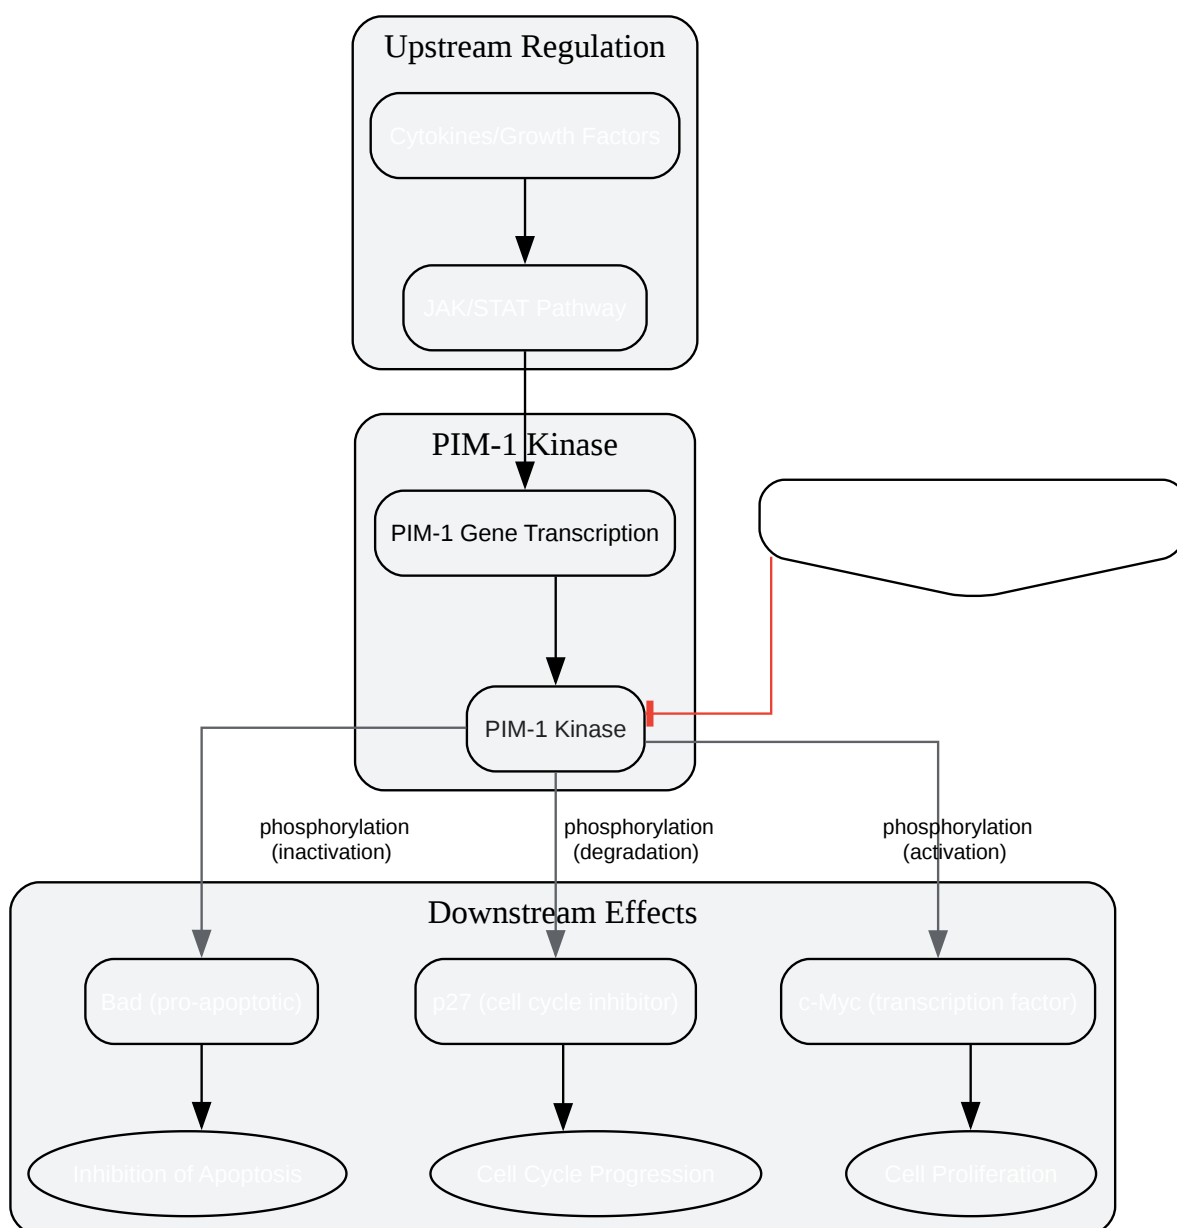 Upstream Regulation
Cytokines/Growth Factors
JAK/STAT Pathway
PIM-1 Kinase
PIM-1 Gene Transcription
PIM-1 Kinase
phosphorylation
(inactivation)
phosphorylation
(degradation)
phosphorylation
(activation)
Downstream Effects
Bad (pro-apoptotic)
p27 (cell cycle inhibitor)
c-Myc (transcription factor)
Inhibition of Apoptosis
Cell Cycle Progression
Cell Proliferation